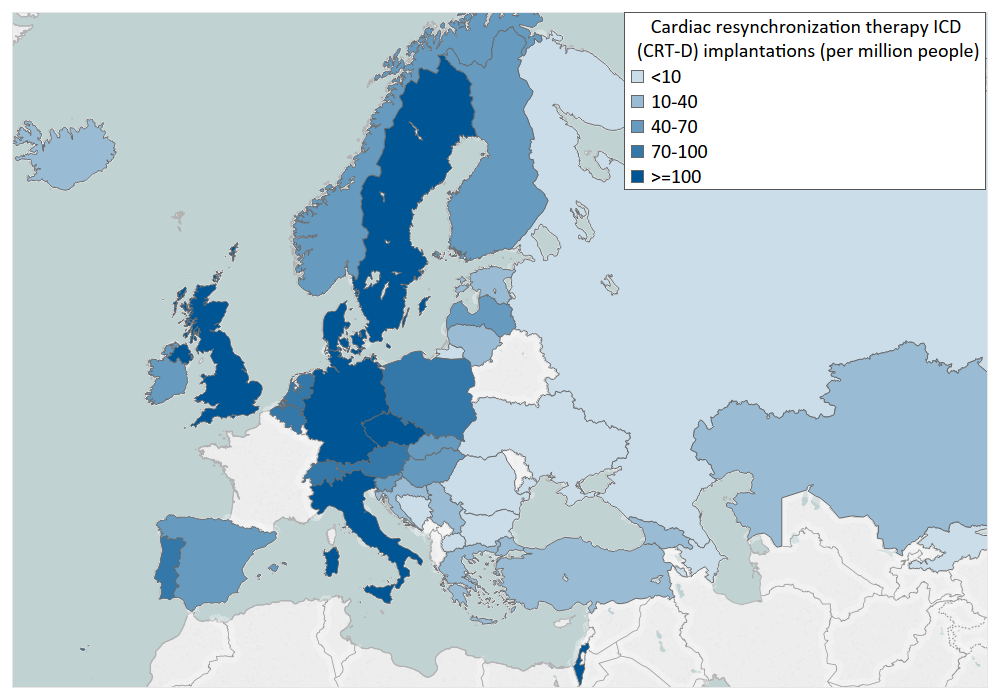 Cardiac resynchronization therapy ICD
(CRT-D) implantations (per million people)
<10
10-40
40-70
70-100
>=100